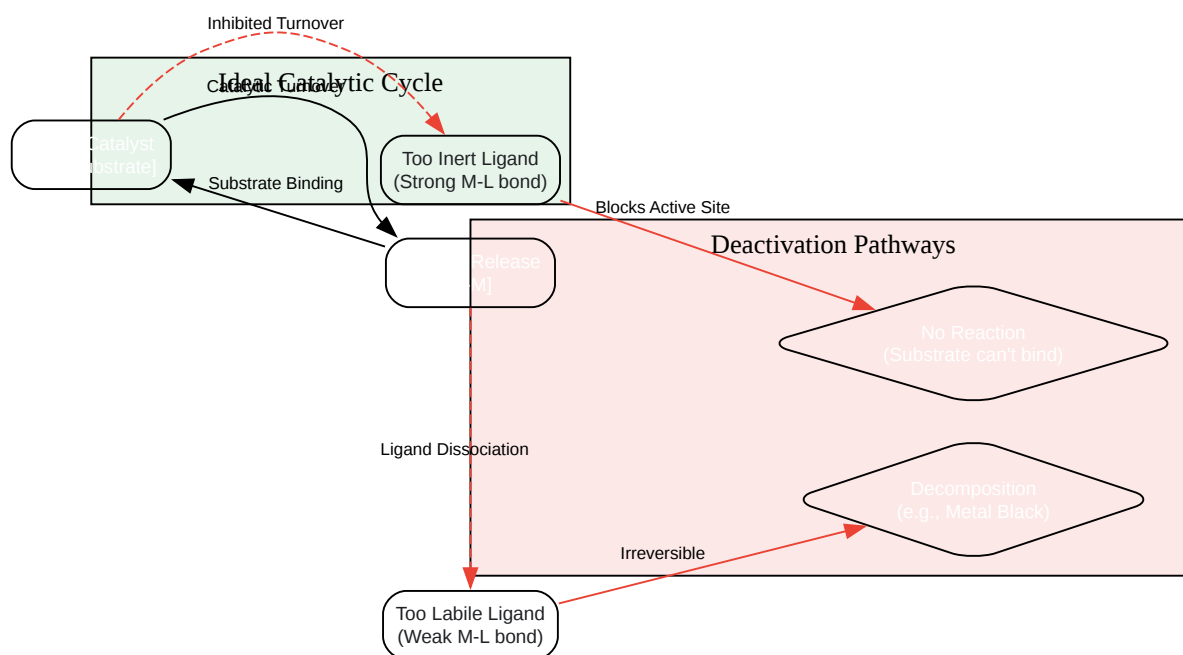 Inhibited Turnover
Ideal Catalytic Cycle
Catalytic Turnover
Catalyst
Too Inert Ligand
(Strong M-L bond)
Substrate Binding
Blocks Active Site
Release
Deactivation Pathways
No Reaction
(Substrate can't bind)
Ligand Dissociation
Decomposition
(e.g., Metal Black)
Irreversible
Too Labile Ligand
(Weak M-L bond)